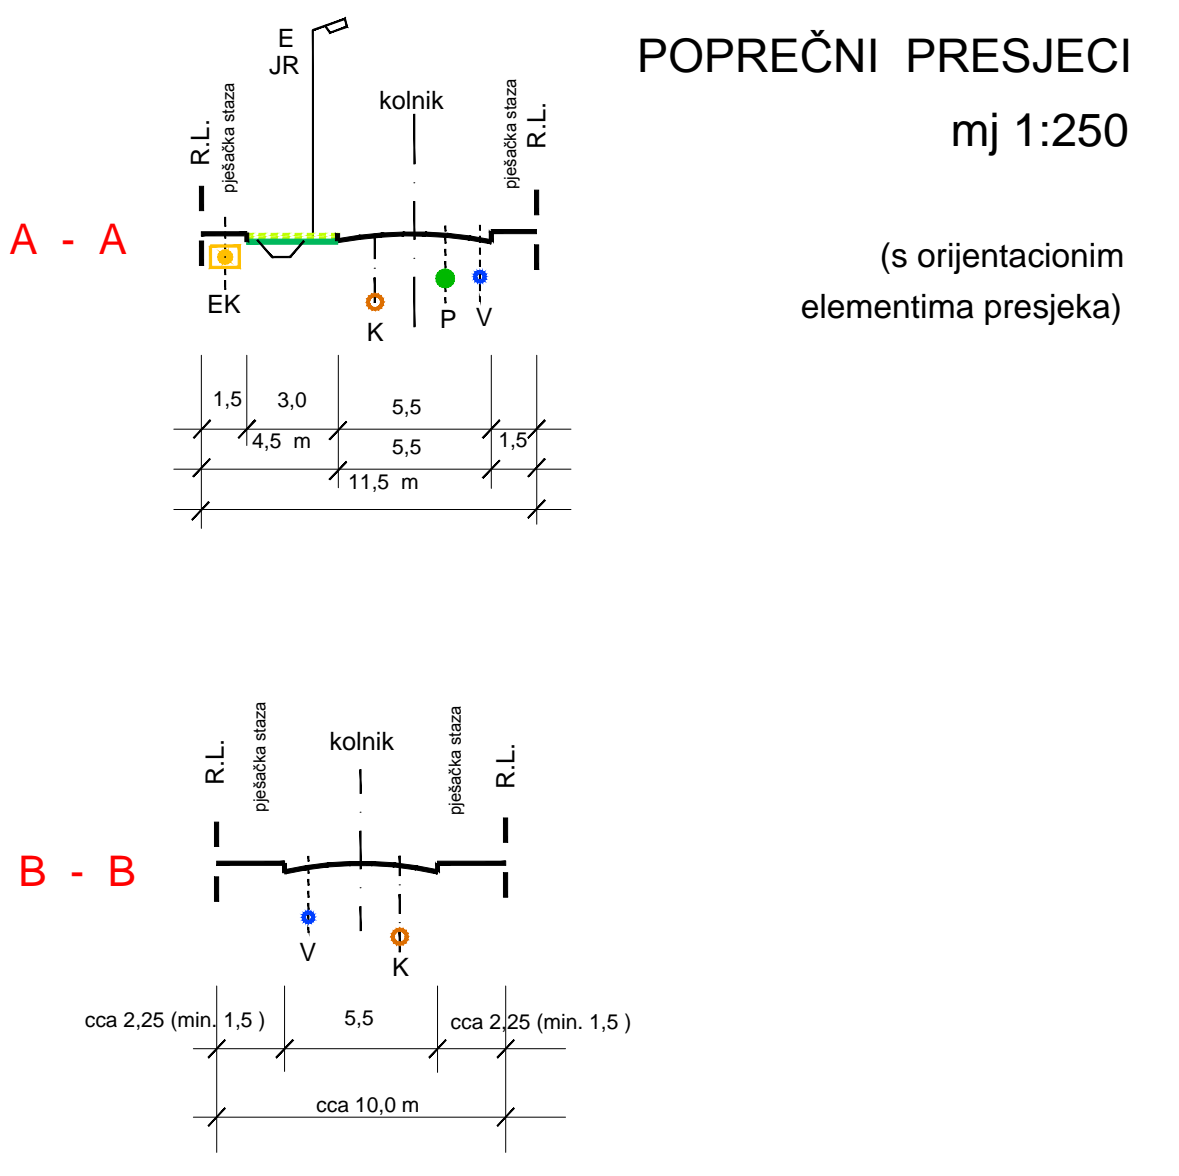 POPREČNI PRESJECI
mj 1:250
(s orijentacionim
elementima presjeka)
A - A
E
JR
kolnik
R.L.
pješačka staza
pješačka staza
R.L.
EK
K
P
V
1,5
3,0
5,5
4,5 m
5,5
1,5
11,5 m
B - B
R.L.
pješačka staza
kolnik
pješačka staza
R.L.
V
K
cca 2,25 (min. 1,5 )
5,5
cca 2,25 (min. 1,5 )
cca 10,0 m